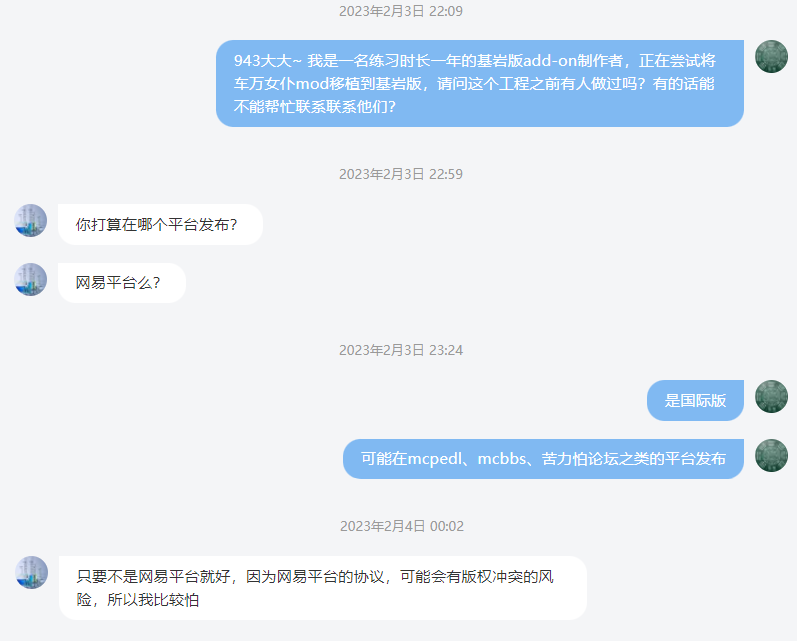 2023年2月3日 22:09
943大大~ 我是一名练习时长一年的基岩版add-on制作者，正在尝试将
车万女仆mod移植到基岩版，请问这个工程之前有人做过吗？有的话能
不能帮忙联系联系他们？
2023年2月3日 22:59
你打算在哪个平台发布？
网易平台么？
2023年2月3日 23:24
是国际版
可能在mcpedl、mcbbs、苦力怕论坛之类的平台发布
2023年2月4日 00:02
只要不是网易平台就好，因为网易平台的协议，可能会有版权冲突的风
险，所以我比较怕